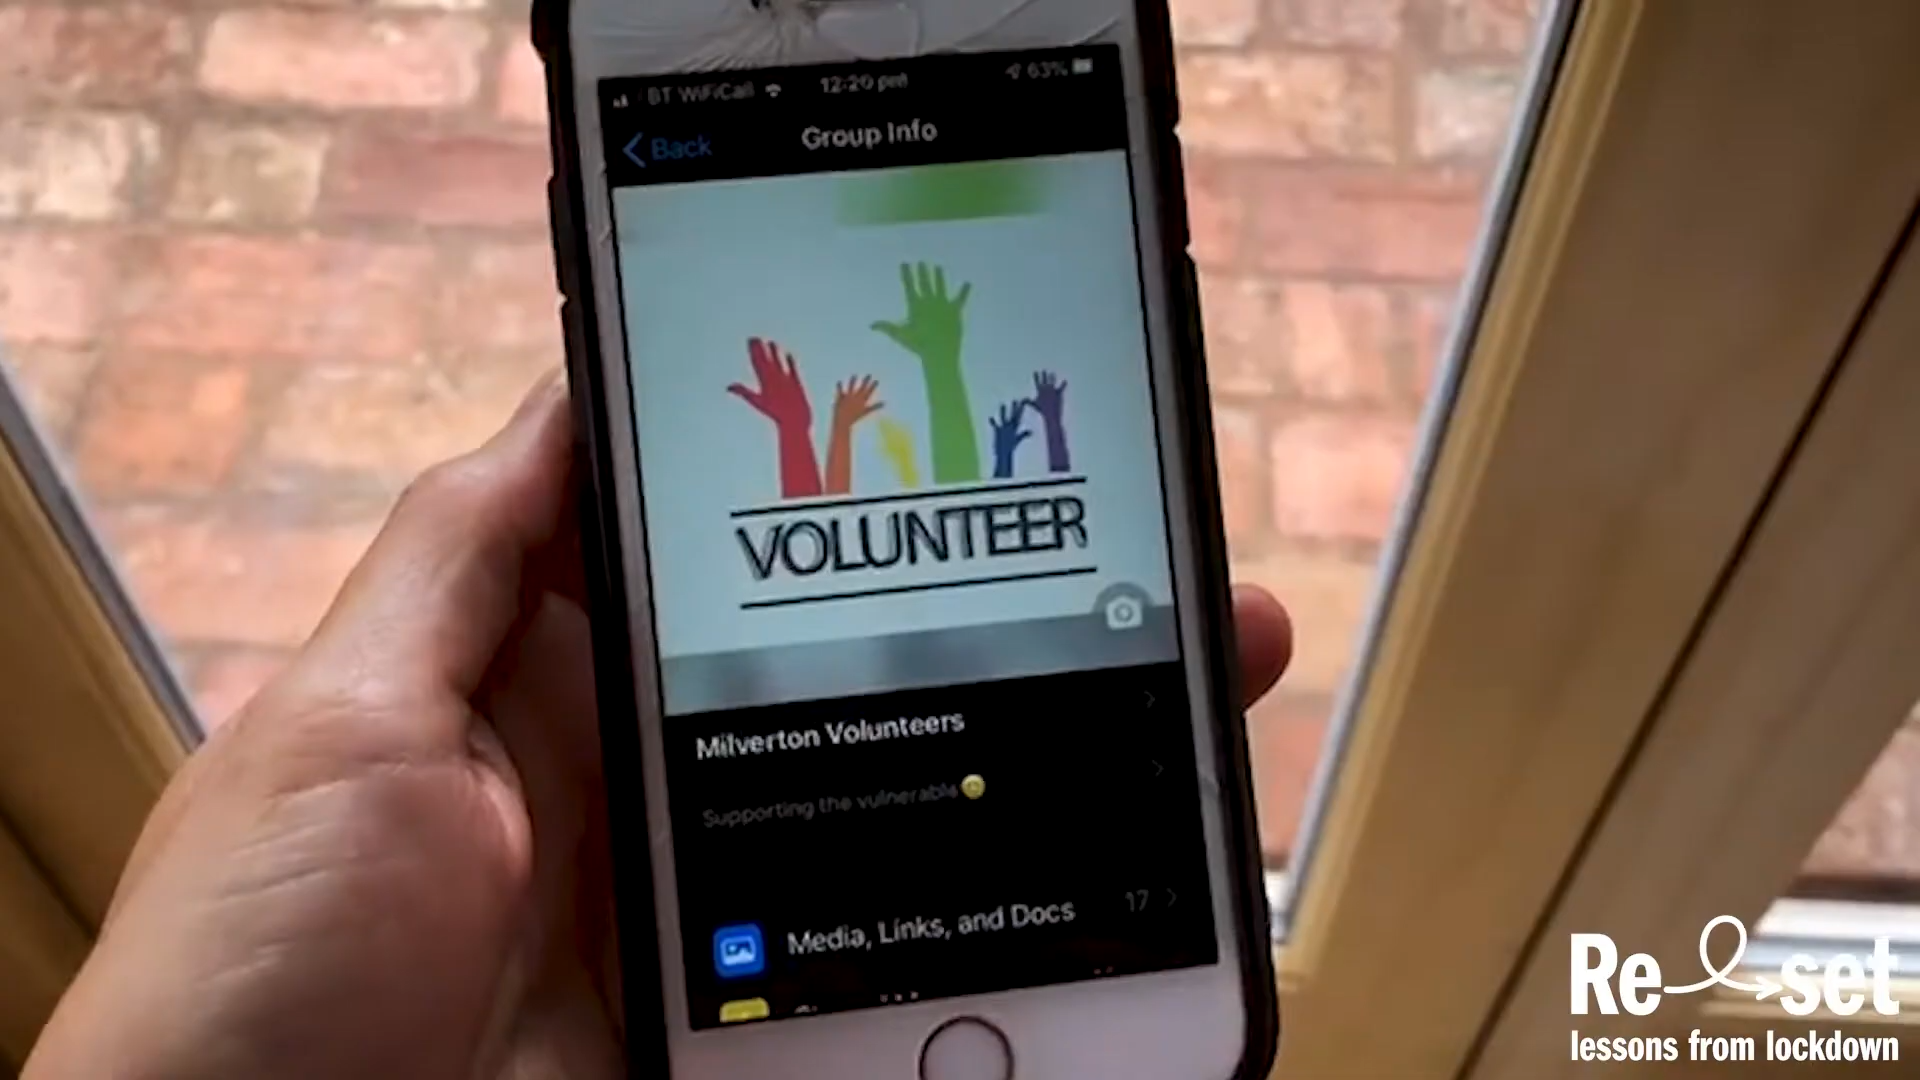 BT WiFiCall 12:20 pm 63%
Back Group Info
VOLUNTEER
Milverton Volunteers
Supporting the vulnerable
Media, Links, and Docs 17
Re-set
lessons from lockdown